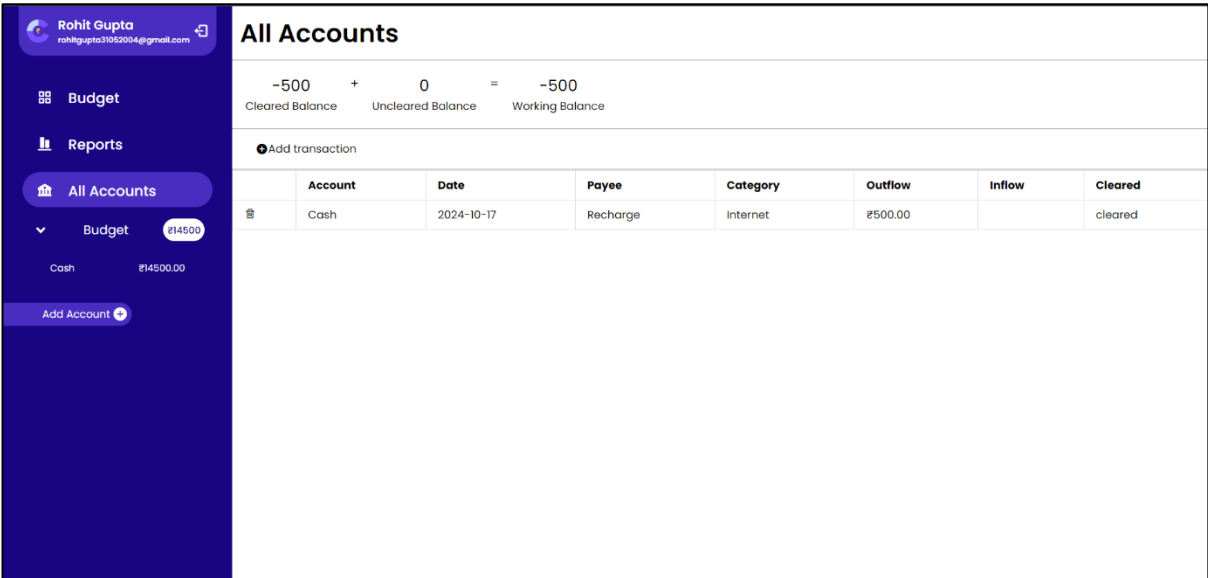 Rohit Gupta
rohitgupta31052004@gmail.com
Budget
Reports
All Accounts
Budget ₹14500
Cash ₹14500.00
Add Account
All Accounts
-500 + 0 = -500
Cleared Balance Uncleared Balance Working Balance
Add transaction
Account Date Payee Category Outflow Inflow Cleared
Cash 2024-10-17 Recharge Internet ₹500.00 cleared